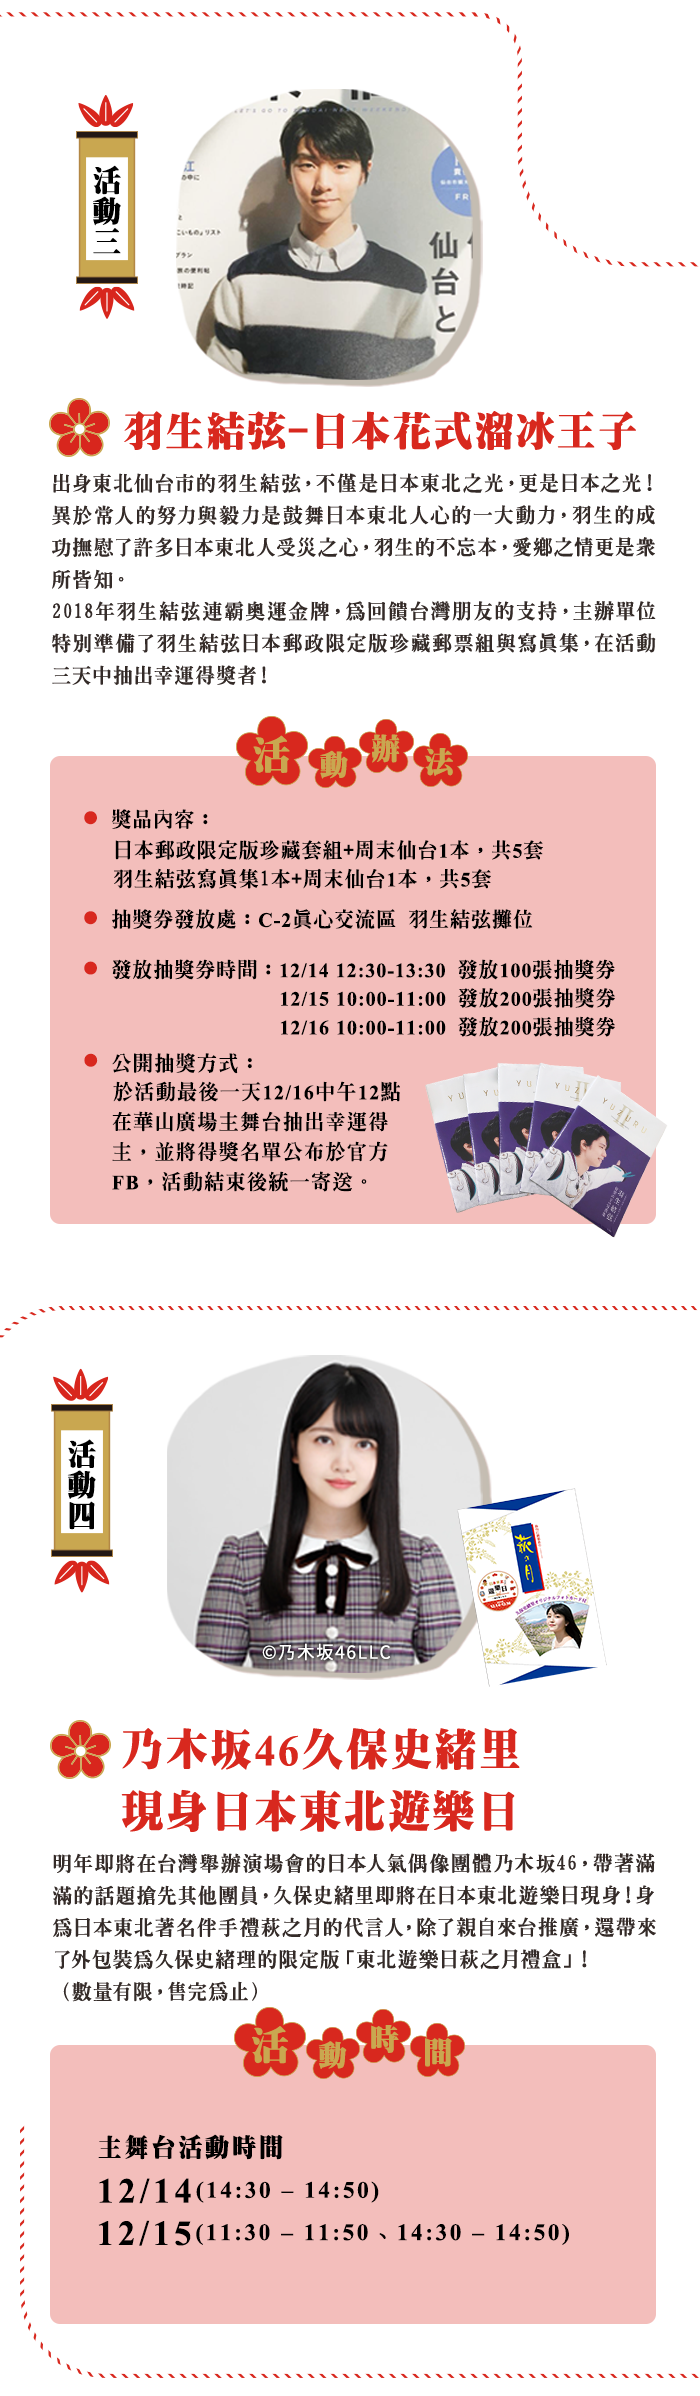 活動三
仙台と
羽生結弦-日本花式溜冰王子
出身東北仙台市的羽生結弦,不僅是日本東北之光,更是日本之光!
異於常人的努力與毅力是鼓舞日本東北人心的一大動力,羽生的成
功撫慰了許多日本東北人受災之心,羽生的不忘本,愛鄉之情更是眾
所皆知。
2018年羽生結弦連霸奧運金牌,為回饋台灣朋友的支持,主辦單位
特別準備了羽生結弦日本郵政限定版珍藏郵票組與寫真集,在活動
三天中抽出幸運得獎者!
活動辦法
獎品內容:
日本郵政限定版珍藏套組+周末仙台1本,共5套
羽生結弦寫真集1本+周末仙台1本,共5套
抽獎券發放處:C-2真心交流區 羽生結弦攤位
發放抽獎券時間:12/14 12:30-13:30 發放100張抽獎券
12/15 10:00-11:00 發放200張抽獎券
12/16 10:00-11:00 發放200張抽獎券
公開抽獎方式:
於活動最後一天12/16中午12點
在華山廣場主舞台抽出幸運得
主,並將得獎名單公布於官方
FB,活動結束後統一寄送。
YUZURU
羽生結弦
活動四
©乃木坂46LLC
萩の月
遊樂日
乃木坂46久保史緒里
現身日本東北遊樂日
明年即將在台灣舉辦演場會的日本人氣偶像團體乃木坂46,帶著滿
滿的話題搶先其他團員,久保史緒里即將在日本東北遊樂日現身!身
為日本東北著名伴手禮萩之月的代言人,除了親自來台推廣,還帶來
了外包裝為久保史緒理的限定版「東北遊樂日萩之月禮盒」!
(數量有限,售完為止)
活動時間
主舞台活動時間
12/14(14:30 – 14:50)
12/15(11:30 – 11:50、14:30 – 14:50)